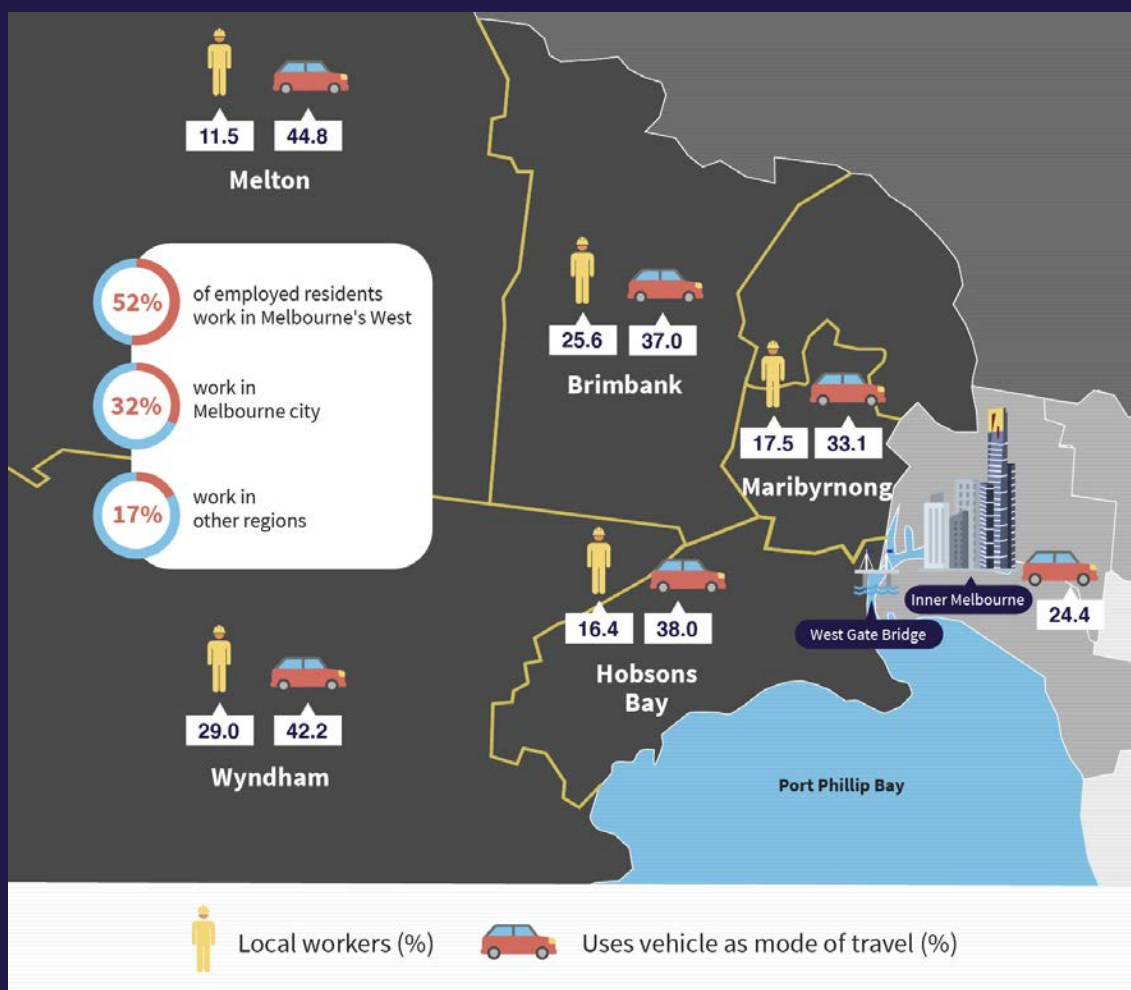 11.5 44.8
Melton
52% of employed residents
work in Melbourne's West
32% work in
Melbourne city
17% work in
other regions
25.6 37.0
Brimbank
17.5 33.1
Maribyrnong
16.4 38.0
Hobsons
Bay
Inner Melbourne
24.4
West Gate Bridge
29.0 42.2
Wyndham
Port Phillip Bay
Local workers (%) Uses vehicle as mode of travel (%)